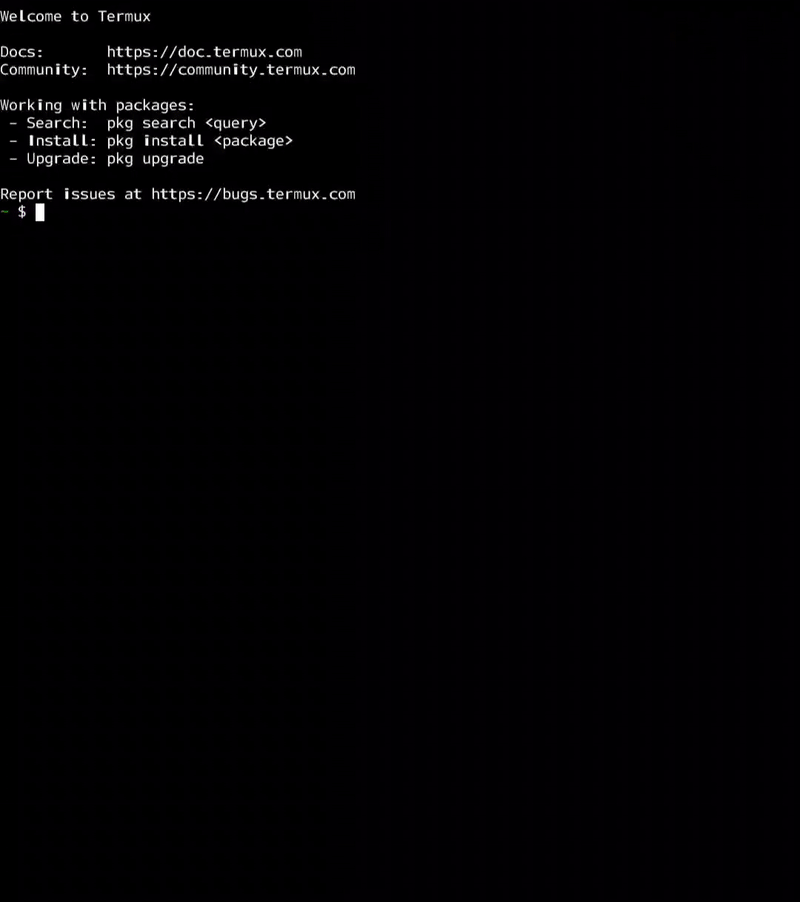 Welcome to Termux
Docs:       https://doc.termux.com
Community:  https://community.termux.com
Working with packages:
 - Search:  pkg search <query>
 - Install: pkg install <package>
 - Upgrade: pkg upgrade
Report issues at https://bugs.termux.com
~ $